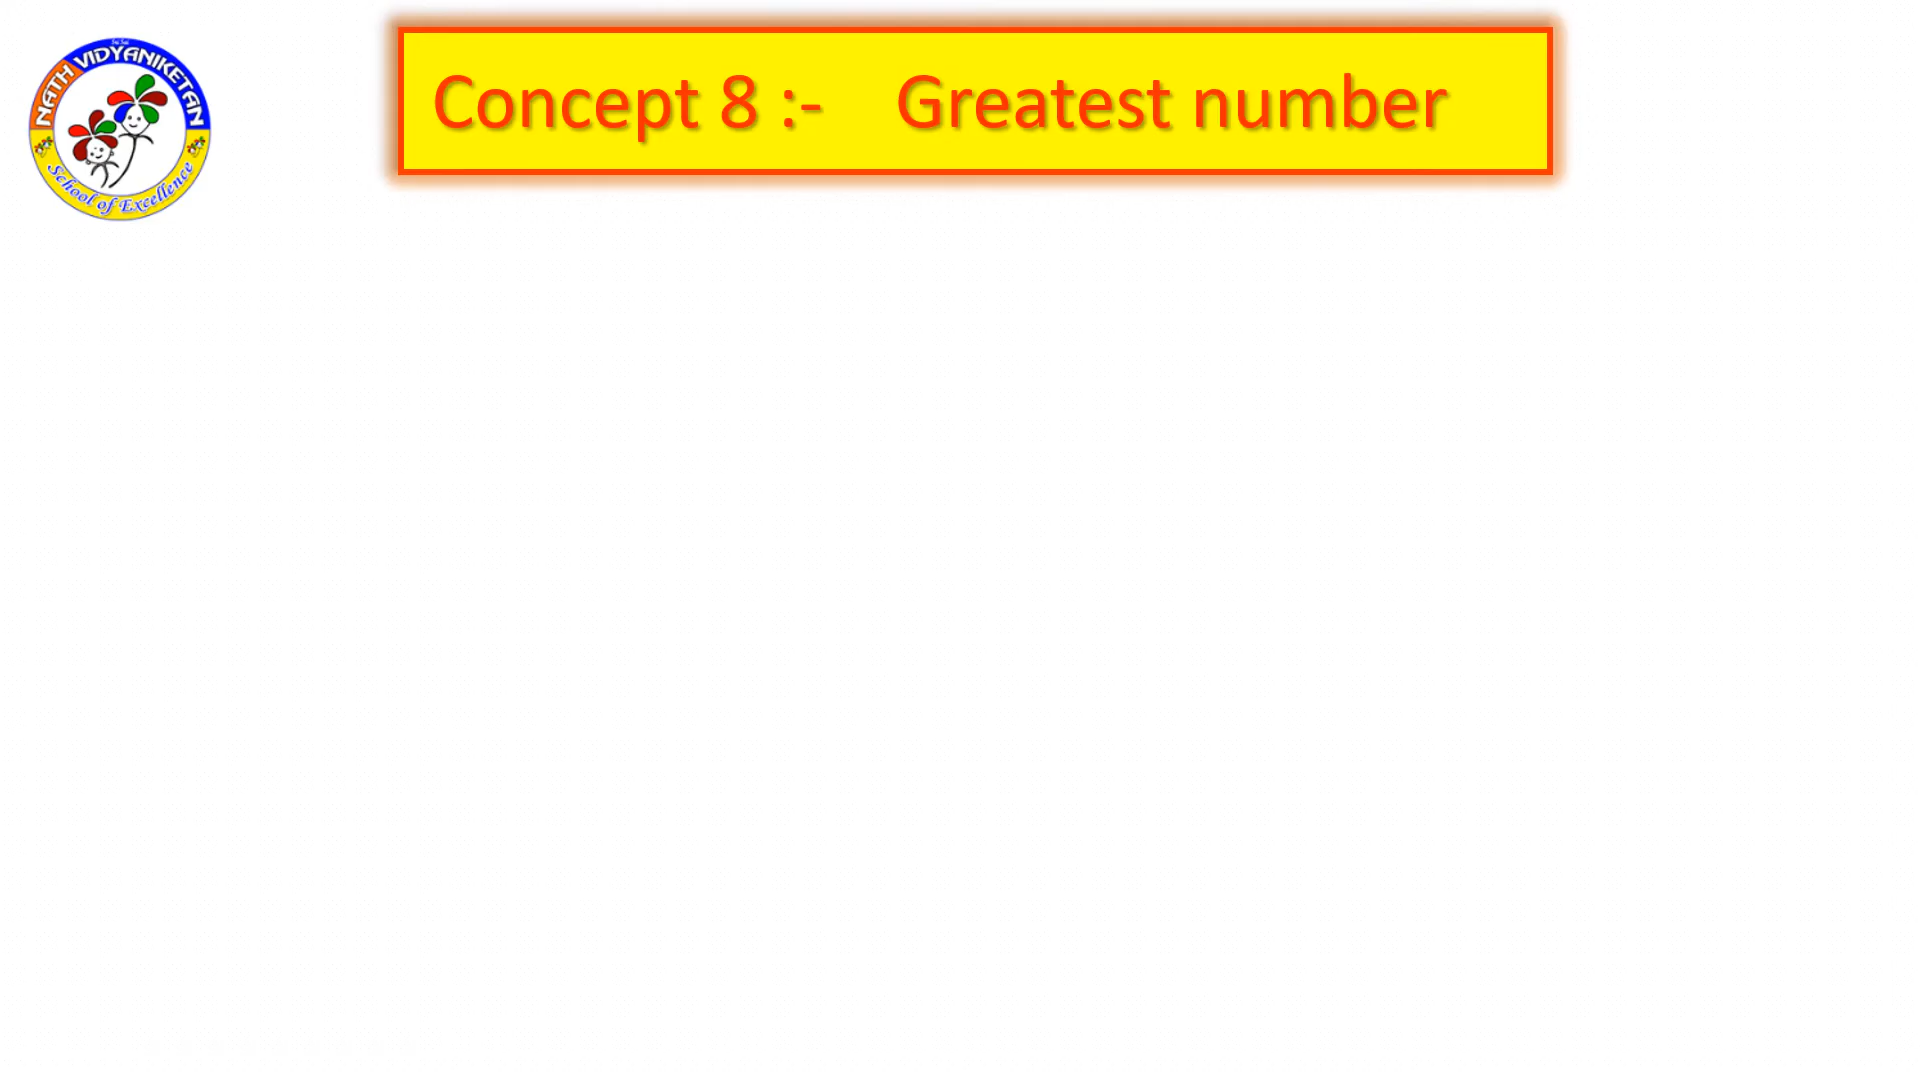 NATH VIDYANIKETAN
School of Excellence
Concept 8 :- Greatest number